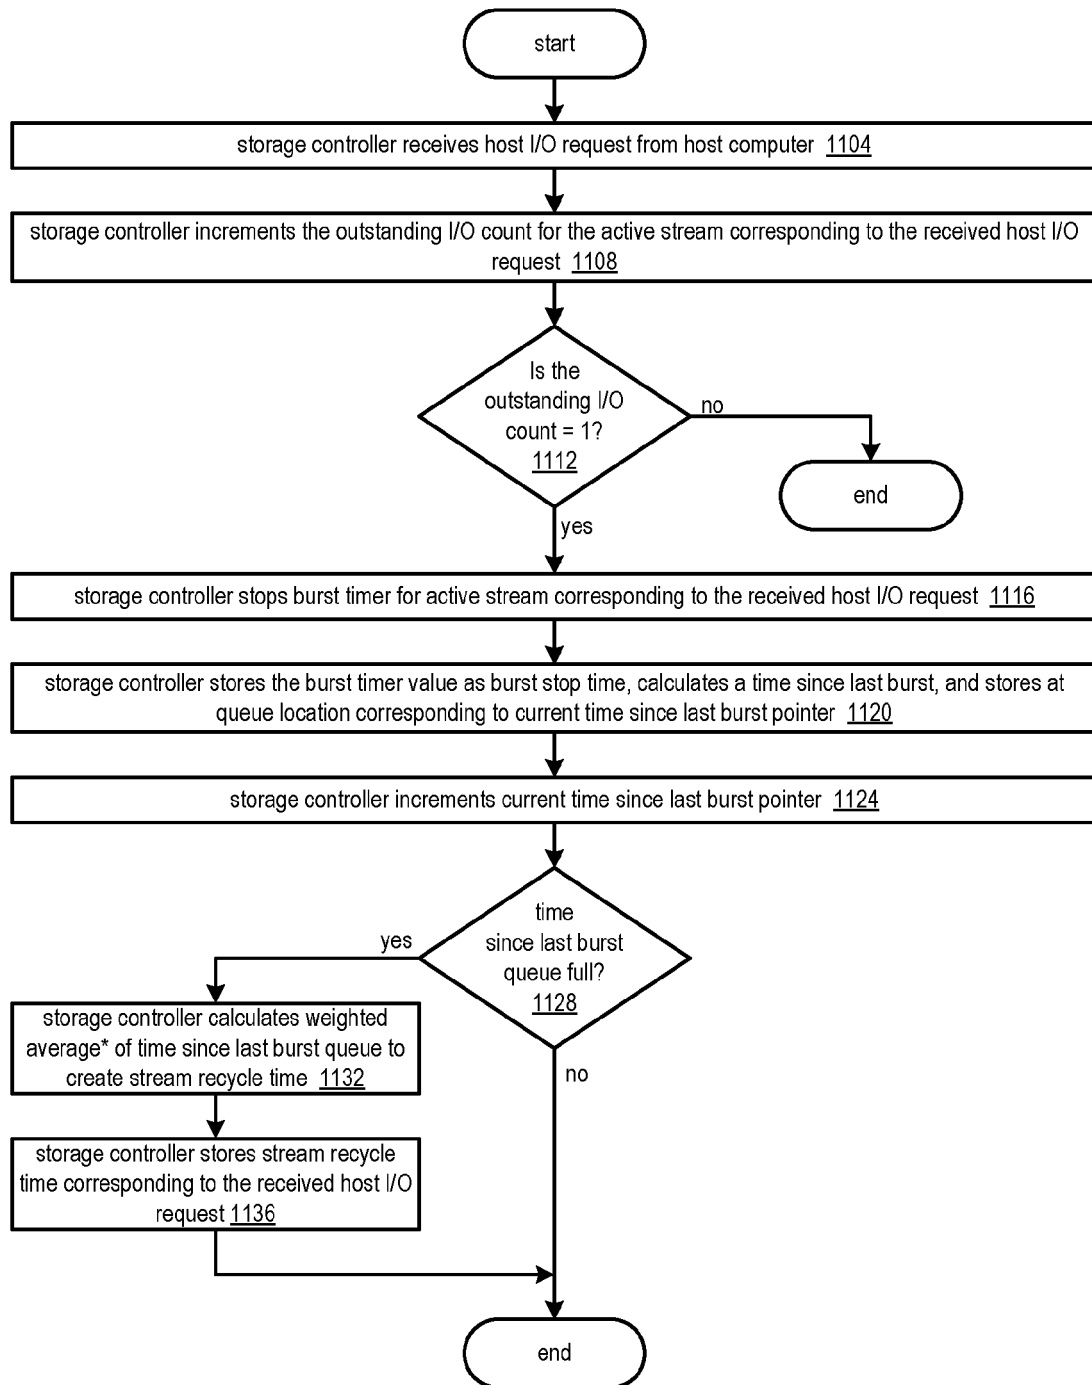 start
storage controller receives host I/O request from host computer 1104
storage controller increments the outstanding I/O count for the active stream corresponding to the received host I/O
request 1108
Is the
outstanding I/O
count = 1?
1112
no
end
yes
storage controller stops burst timer for active stream corresponding to the received host I/O request 1116
storage controller stores the burst timer value as burst stop time, calculates a time since last burst, and stores at
queue location corresponding to current time since last burst pointer 1120
storage controller increments current time since last burst pointer 1124
time
since last burst
queue full?
1128
yes
storage controller calculates weighted
average* of time since last burst queue to
create stream recycle time 1132
no
storage controller stores stream recycle
time corresponding to the received host I/O
request 1136
end